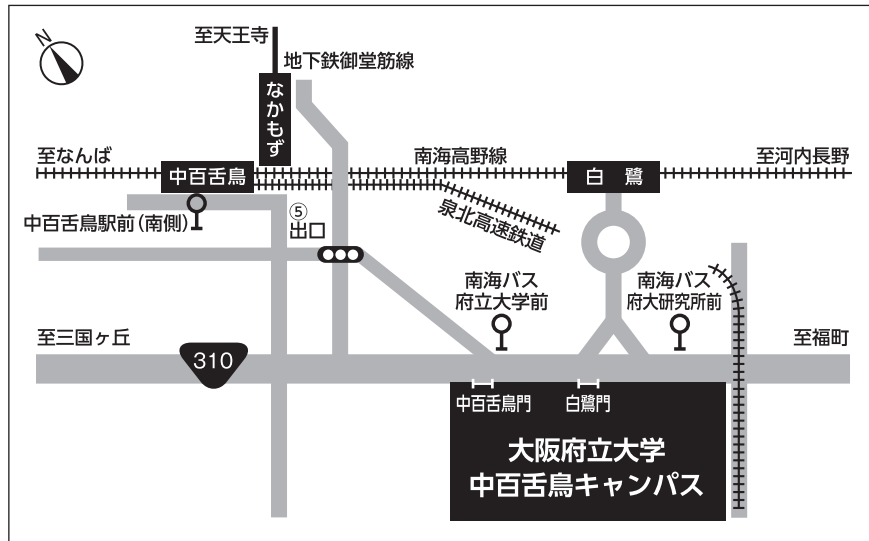 N
至天王寺
地下鉄御堂筋線
なかもず
至なんば
中百舌鳥
南海高野線
白鷺
至河内長野
中百舌鳥駅前(南側)
⑤
出口
泉北高速鉄道
南海バス
府立大学前
南海バス
府大研究所前
至三国ヶ丘
310
至福町
中百舌鳥門
白鷺門
大阪府立大学
中百舌鳥キャンパス